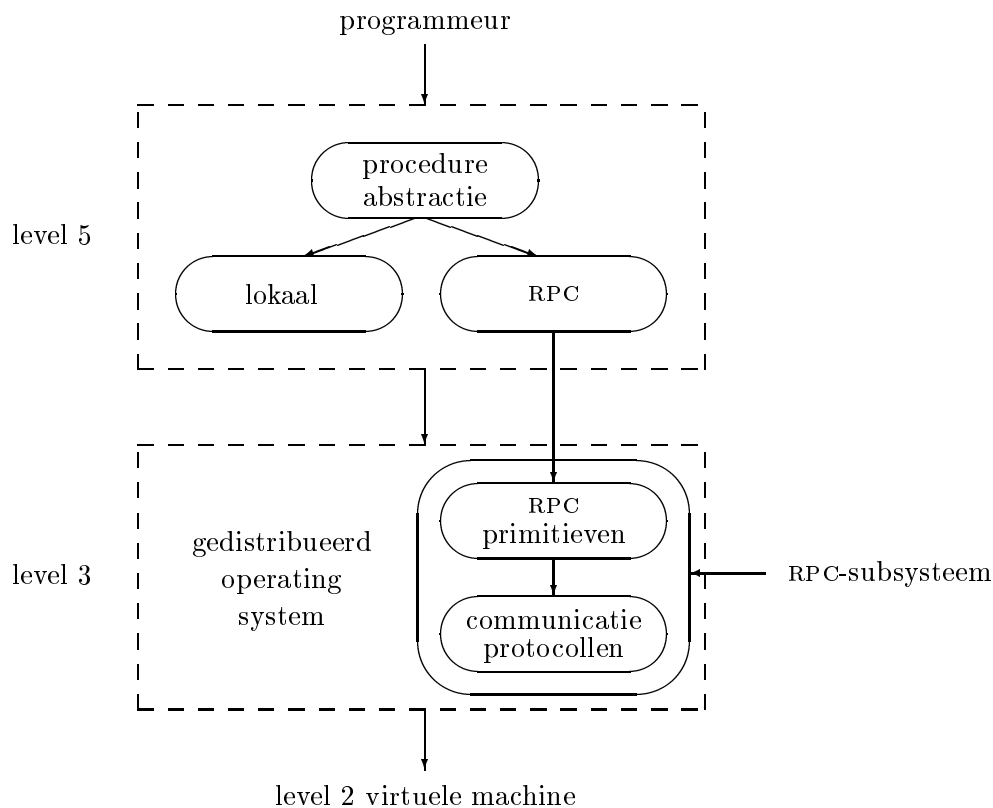 programmeur
procedure
abstractie
level 5
lokaal
RPC
RPC
primitieven
gedistribueerd
operating
system
level 3
RPC-subsysteem
communicatie
protocollen
level 2 virtuele machine